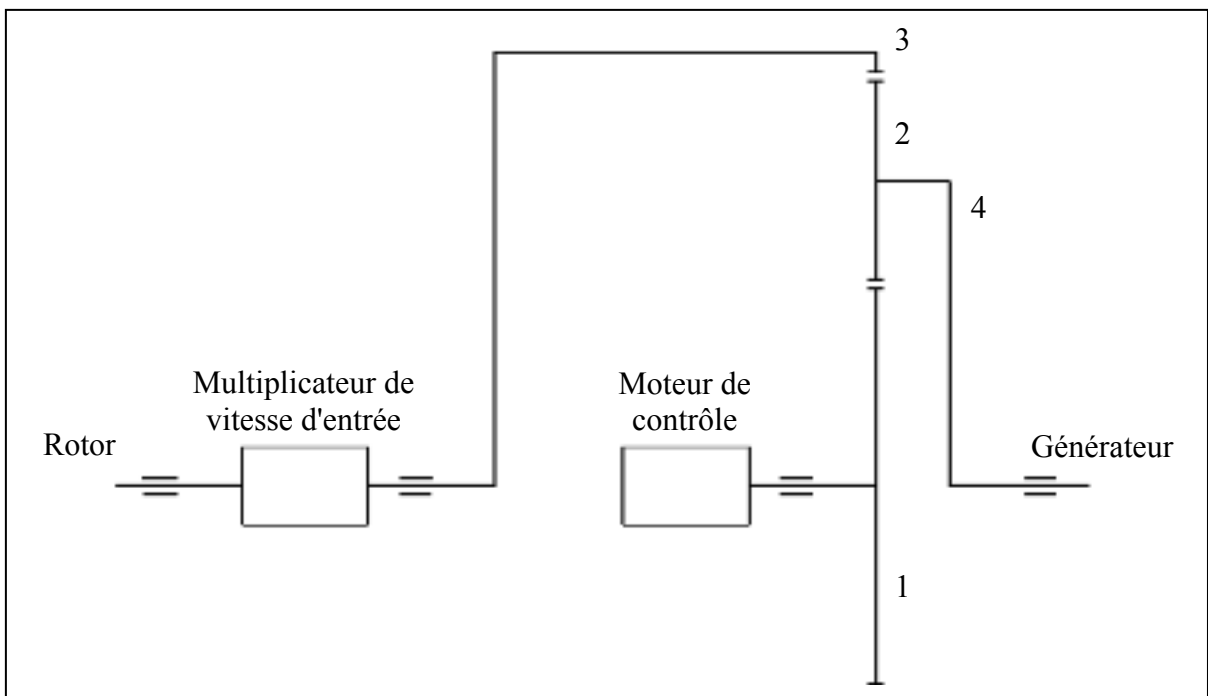 3
2
4
Multiplicateur de
vitesse d'entrée
Moteur de
contrôle
Rotor
Générateur
1